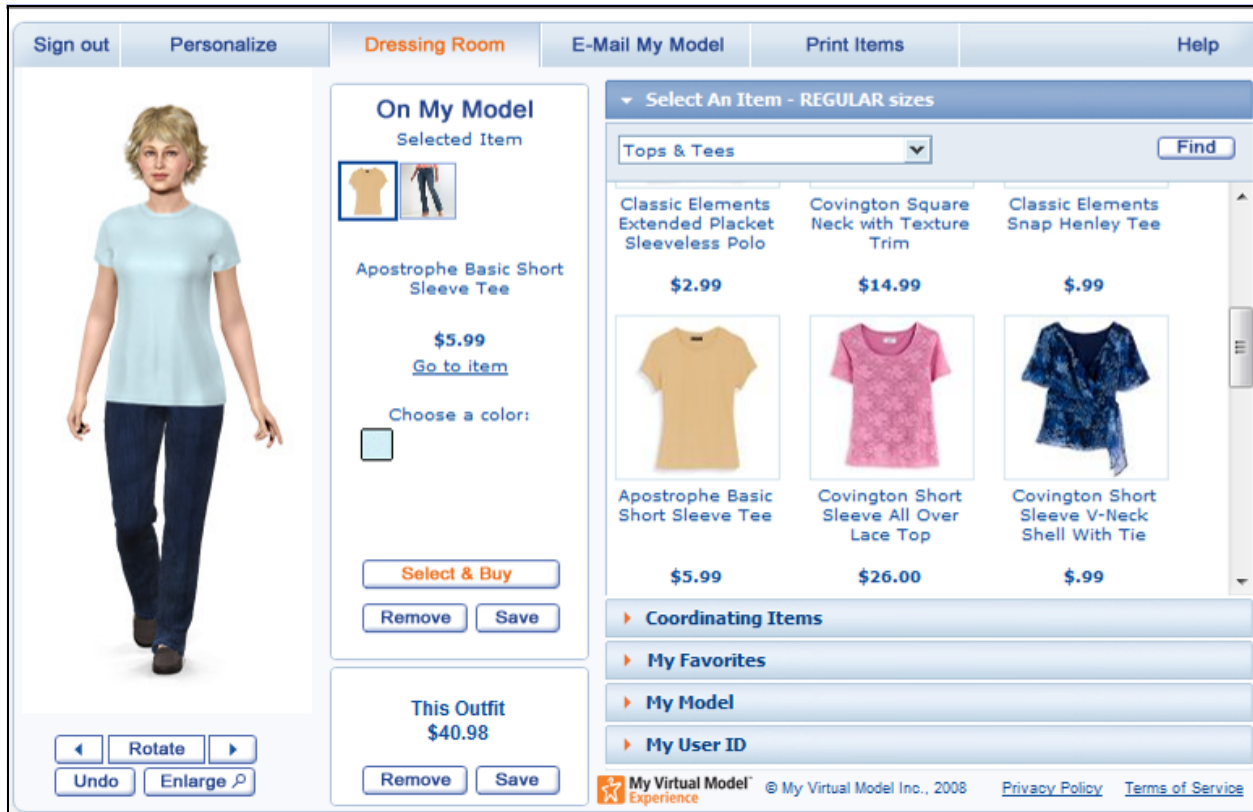 Sign out
Personalize
Dressing Room
E-Mail My Model
Print Items
Help
On My Model
Selected Item
Apostrophe Basic Short
Sleeve Tee
$5.99
Go to item
Choose a color:
Select & Buy
Remove
Save
This Outfit
$40.98
Remove
Save
Rotate
Undo
Enlarge
Select An Item - REGULAR sizes
Tops & Tees
Find
Classic Elements
Extended Placket
Sleeveless Polo
$2.99
Covington Square
Neck with Texture
Trim
$14.99
Classic Elements
Snap Henley Tee
$.99
Apostrophe Basic
Short Sleeve Tee
$5.99
Covington Short
Sleeve All Over
Lace Top
$26.00
Covington Short
Sleeve V-Neck
Shell With Tie
$.99
Coordinating Items
My Favorites
My Model
My User ID
My Virtual Model™
Experience
© My Virtual Model Inc., 2008
Privacy Policy
Terms of Service